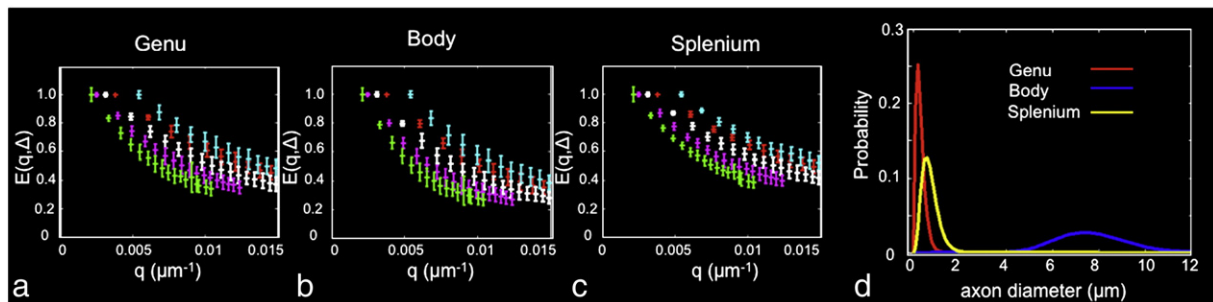 Genu
E(q,Δ)
1.0
0.8
0.6
0.4
0.2
0
0 0.005 0.01 0.015
q (μm⁻¹)
a
Body
E(q,Δ)
1.0
0.8
0.6
0.4
0.2
0
0 0.005 0.01 0.015
q (μm⁻¹)
b
Splenium
E(q,Δ)
1.0
0.8
0.6
0.4
0.2
0
0 0.005 0.01 0.015
q (μm⁻¹)
c
Probability
0.3
0.2
0.1
0.0
Genu
Body
Splenium
0 2 4 6 8 10 12
axon diameter (μm)
d